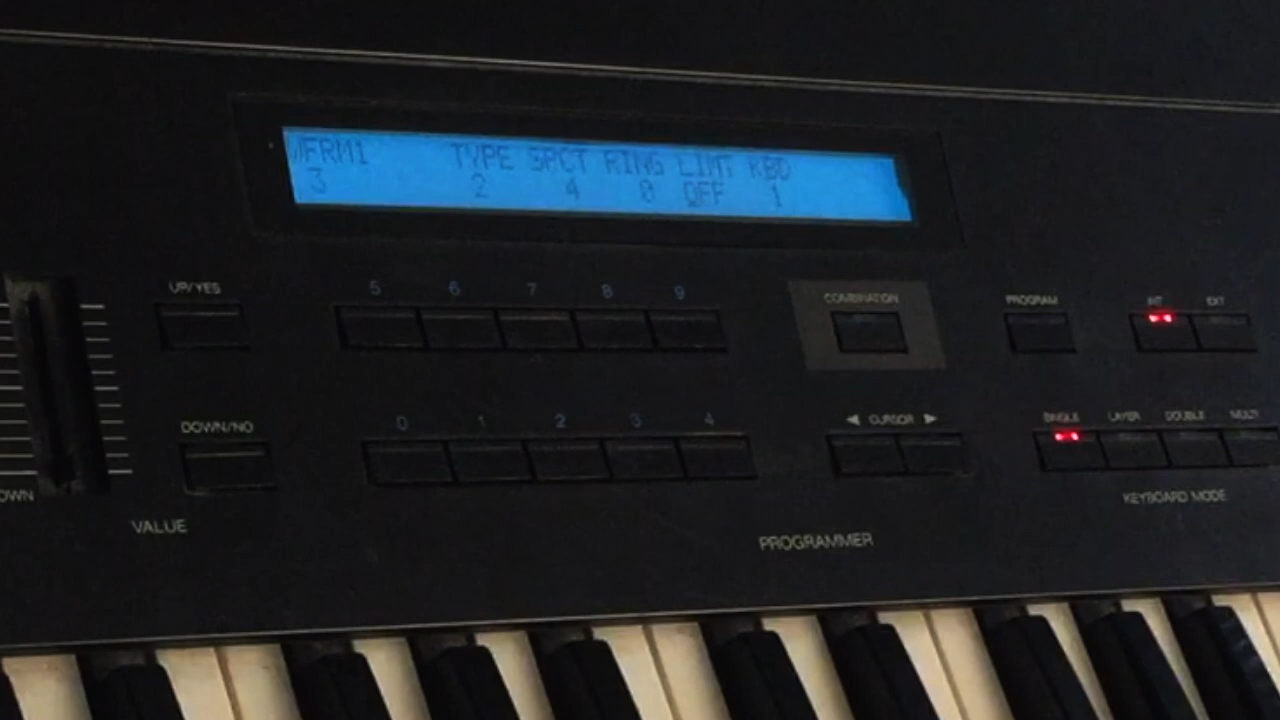 WFRM1 TYPE SPCT RING LIMT KBD
3 2 4 0 OFF 1
UP/YES
5 6 7 8 9
COMBINATION
PROGRAM
INT EXT
DOWN/NO
0 1 2 3 4
◄ CURSOR ►
SINGLE LAYER DOUBLE MULTI
OWN
VALUE
PROGRAMMER
KEYBOARD MODE